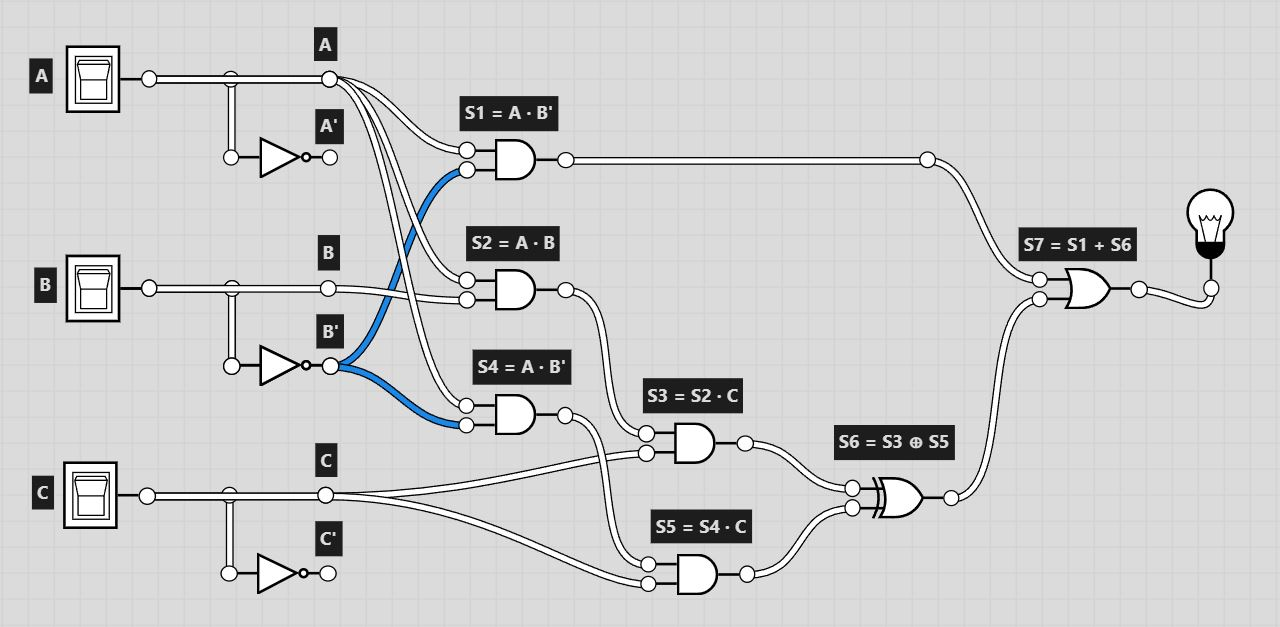 A
A
A'
S1 = A · B'
B
B
B'
S2 = A · B
S4 = A · B'
C
C
C'
S3 = S2 · C
S5 = S4 · C
S6 = S3 ⊕ S5
S7 = S1 + S6